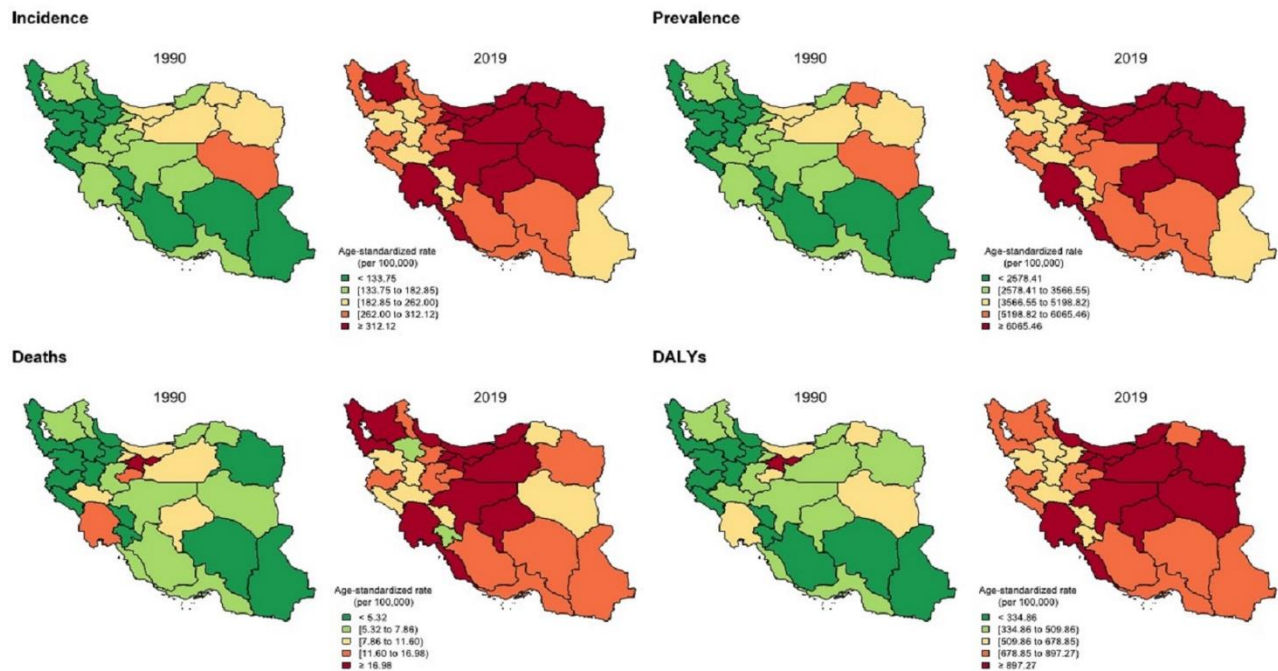 Incidence
Prevalence
1990
2019
1990
2019
Age-standardized rate
(per 100,000)
< 133.75
[133.75 to 182.85)
[182.85 to 262.00)
[262.00 to 312.12)
≥ 312.12
Age-standardized rate
(per 100,000)
< 2578.41
[2578.41 to 3566.55)
[3566.55 to 5198.82)
[5198.82 to 6065.46)
≥ 6065.46
Deaths
DALYs
1990
2019
1990
2019
Age-standardized rate
(per 100,000)
< 5.32
[5.32 to 7.86)
[7.86 to 11.60)
[11.60 to 16.98)
≥ 16.98
Age-standardized rate
(per 100,000)
< 334.86
[334.86 to 509.86)
[509.86 to 678.85)
[678.85 to 897.27)
≥ 897.27